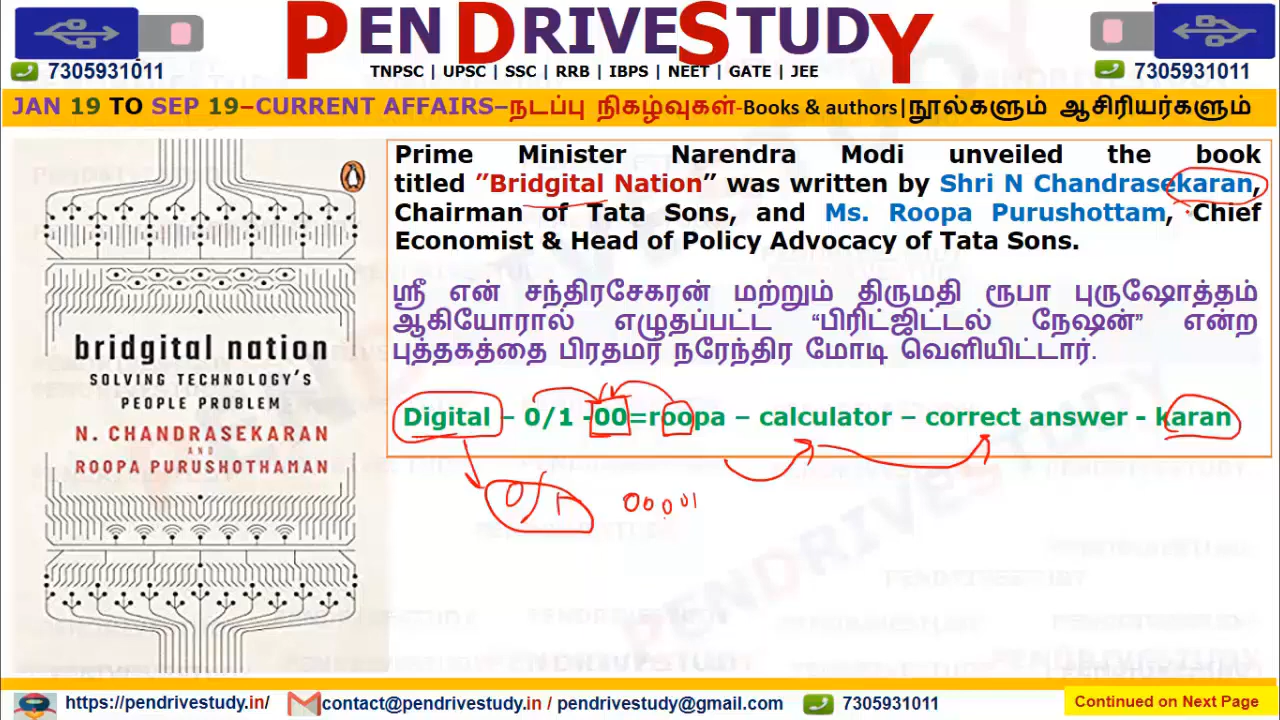 PENDRIVESTUDY
TNPSC | UPSC | SSC | RRB | IBPS | NEET | GATE | JEE
7305931011
7305931011
JAN 19 TO SEP 19–CURRENT AFFAIRS–நடப்பு நிகழ்வுகள்-Books & authors|நூல்களும் ஆசிரியர்களும்
bridgital nation
SOLVING TECHNOLOGY'S
PEOPLE PROBLEM
N. CHANDRASEKARAN
AND
ROOPA PURUSHOTHAMAN
Prime Minister Narendra Modi unveiled the book
titled ”Bridgital Nation” was written by Shri N Chandrasekaran,
Chairman of Tata Sons, and Ms. Roopa Purushottam, Chief
Economist & Head of Policy Advocacy of Tata Sons.
ஸ்ரீ என் சந்திரசேகரன் மற்றும் திருமதி ரூபா புருஷோத்தம்
ஆகியோரால் எழுதப்பட்ட “பிரிட்ஜிட்டல் நேஷன்” என்ற
புத்தகத்தை பிரதமர் நரேந்திர மோடி வெளியிட்டார்.
Digital – 0/1 -00=roopa – calculator – correct answer - karan
0/1 00001
https://pendrivestudy.in/ contact@pendrivestudy.in / pendrivestudy@gmail.com 7305931011
Continued on Next Page